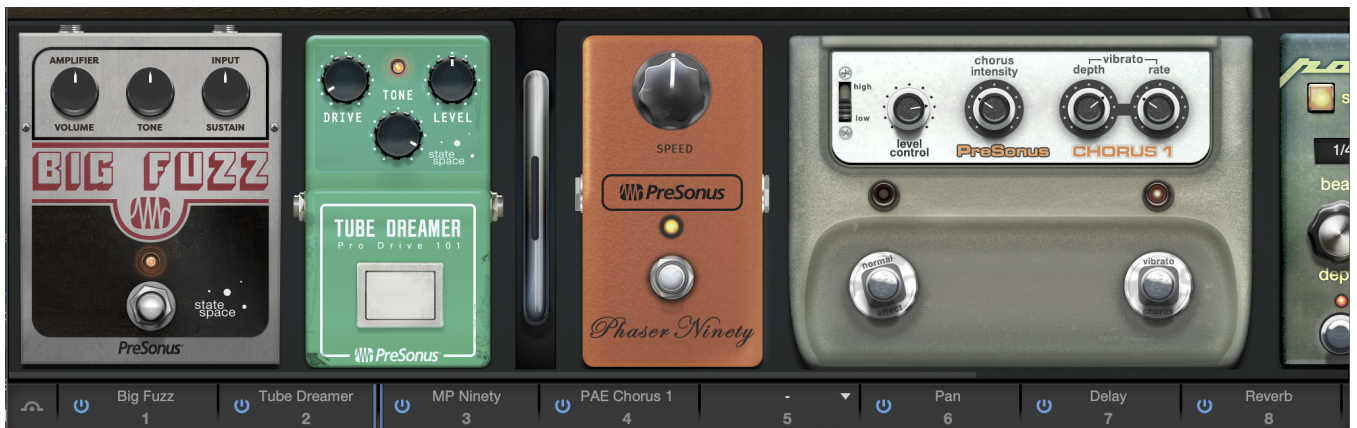 AMPLIFIER
INPUT
VOLUME
TONE
SUSTAIN
BIG FUZZ
state
space
PreSonus
TONE
DRIVE
LEVEL
state
space
TUBE DREAMER
Pro Drive 101
PreSonus
SPEED
PreSonus
Phaser Ninety
high
low
level
control
chorus
intensity
vibrato
depth
rate
PreSonus
CHORUS 1
normal
effect
vibrato
chorus
1/4
Big Fuzz
1
Tube Dreamer
2
MP Ninety
3
PAE Chorus 1
4
-
5
Pan
6
Delay
7
Reverb
8